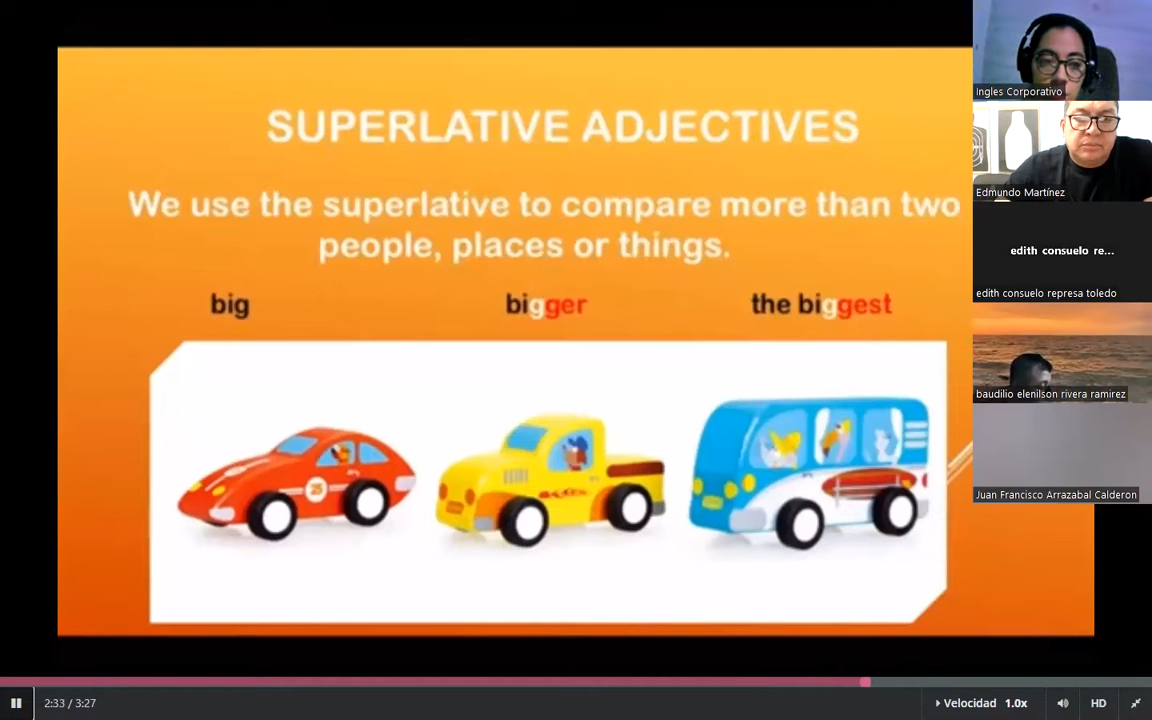 SUPERLATIVE ADJECTIVES
We use the superlative to compare more than two
people, places or things.
big bigger the biggest
25
Ingles Corporativo
Edmundo Martínez
edith consuelo re...
edith consuelo represa toledo
baudilio elenilson rivera ramirez
Juan Francisco Arrazabal Calderon
2:33 / 3:27
Velocidad 1.0x
HD